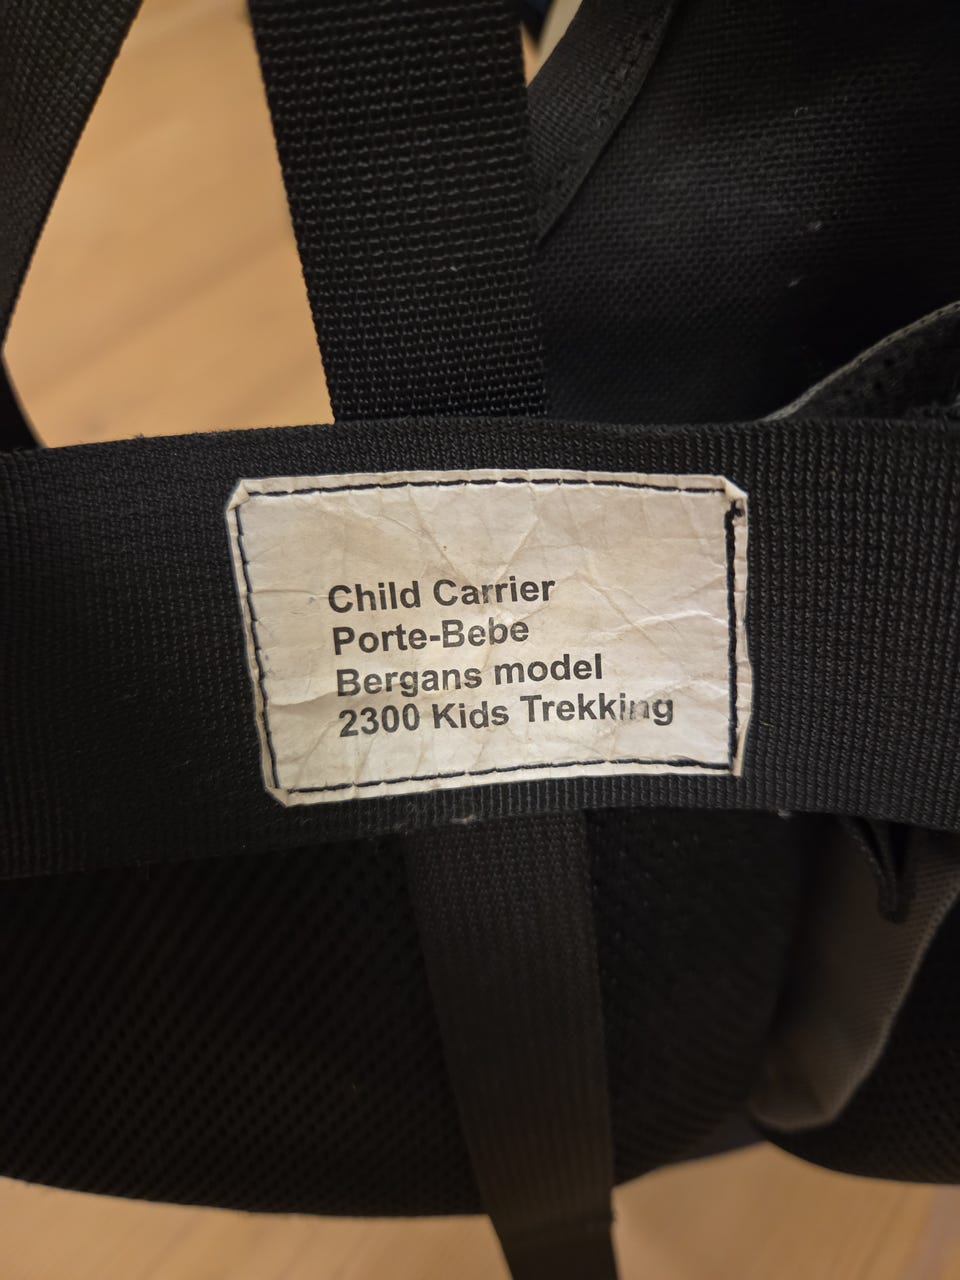 Child Carrier
Porte-Bebe
Bergans model
2300 Kids Trekking